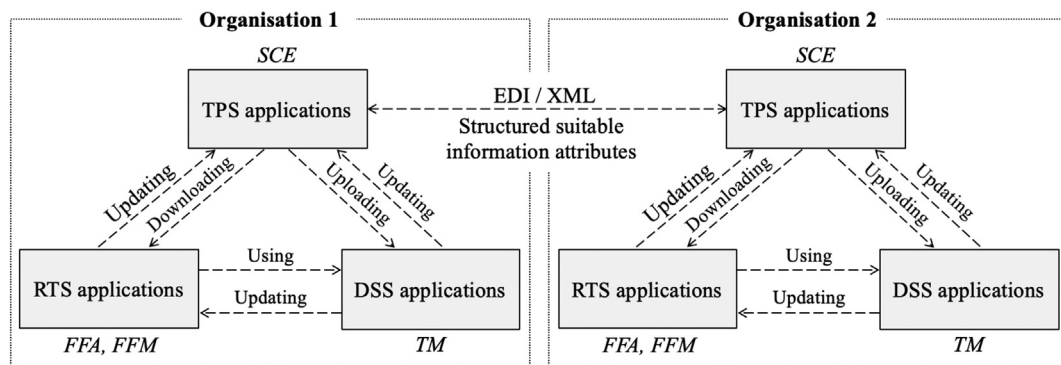 Organisation 1
SCE
TPS applications
Updating
Downloading
Uploading
Updating
RTS applications
Using
Updating
DSS applications
FFA, FFM
TM
EDI / XML
Structured suitable
information attributes
Organisation 2
SCE
TPS applications
Updating
Downloading
Uploading
Updating
RTS applications
Using
Updating
DSS applications
FFA, FFM
TM